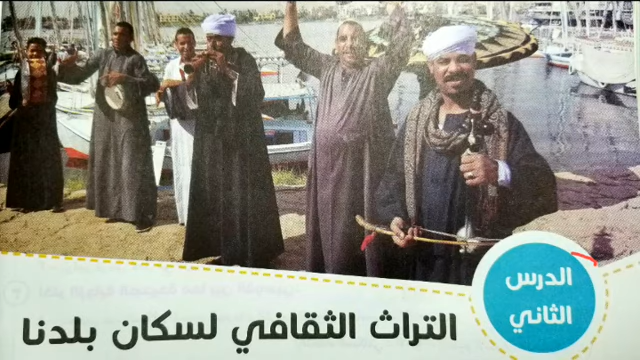 الدرس
الثاني
التراث الثقافي لسكان بلدنا